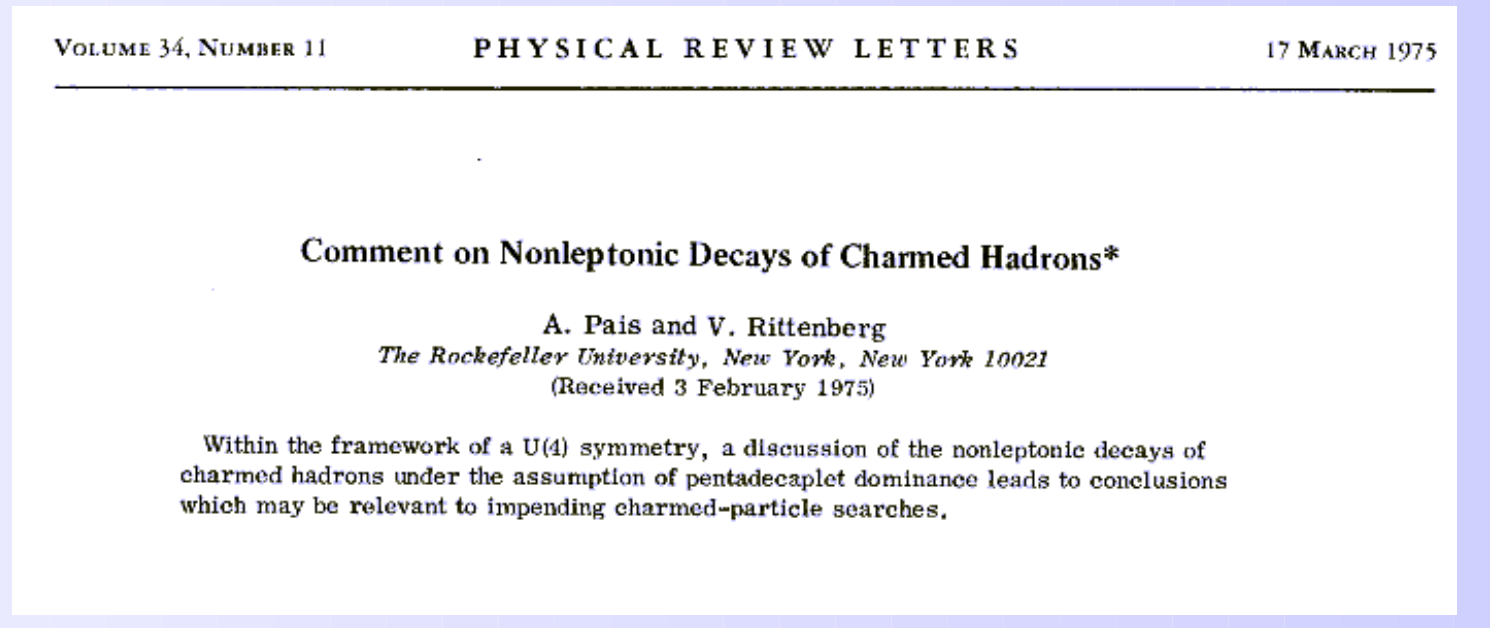 VOLUME 34, NUMBER 11 PHYSICAL REVIEW LETTERS 17 MARCH 1975
Comment on Nonleptonic Decays of Charmed Hadrons*
A. Pais and V. Rittenberg
The Rockefeller University, New York, New York 10021
(Received 3 February 1975)
Within the framework of a U(4) symmetry, a discussion of the nonleptonic decays of
charmed hadrons under the assumption of pentadecaplet dominance leads to conclusions
which may be relevant to impending charmed-particle searches.